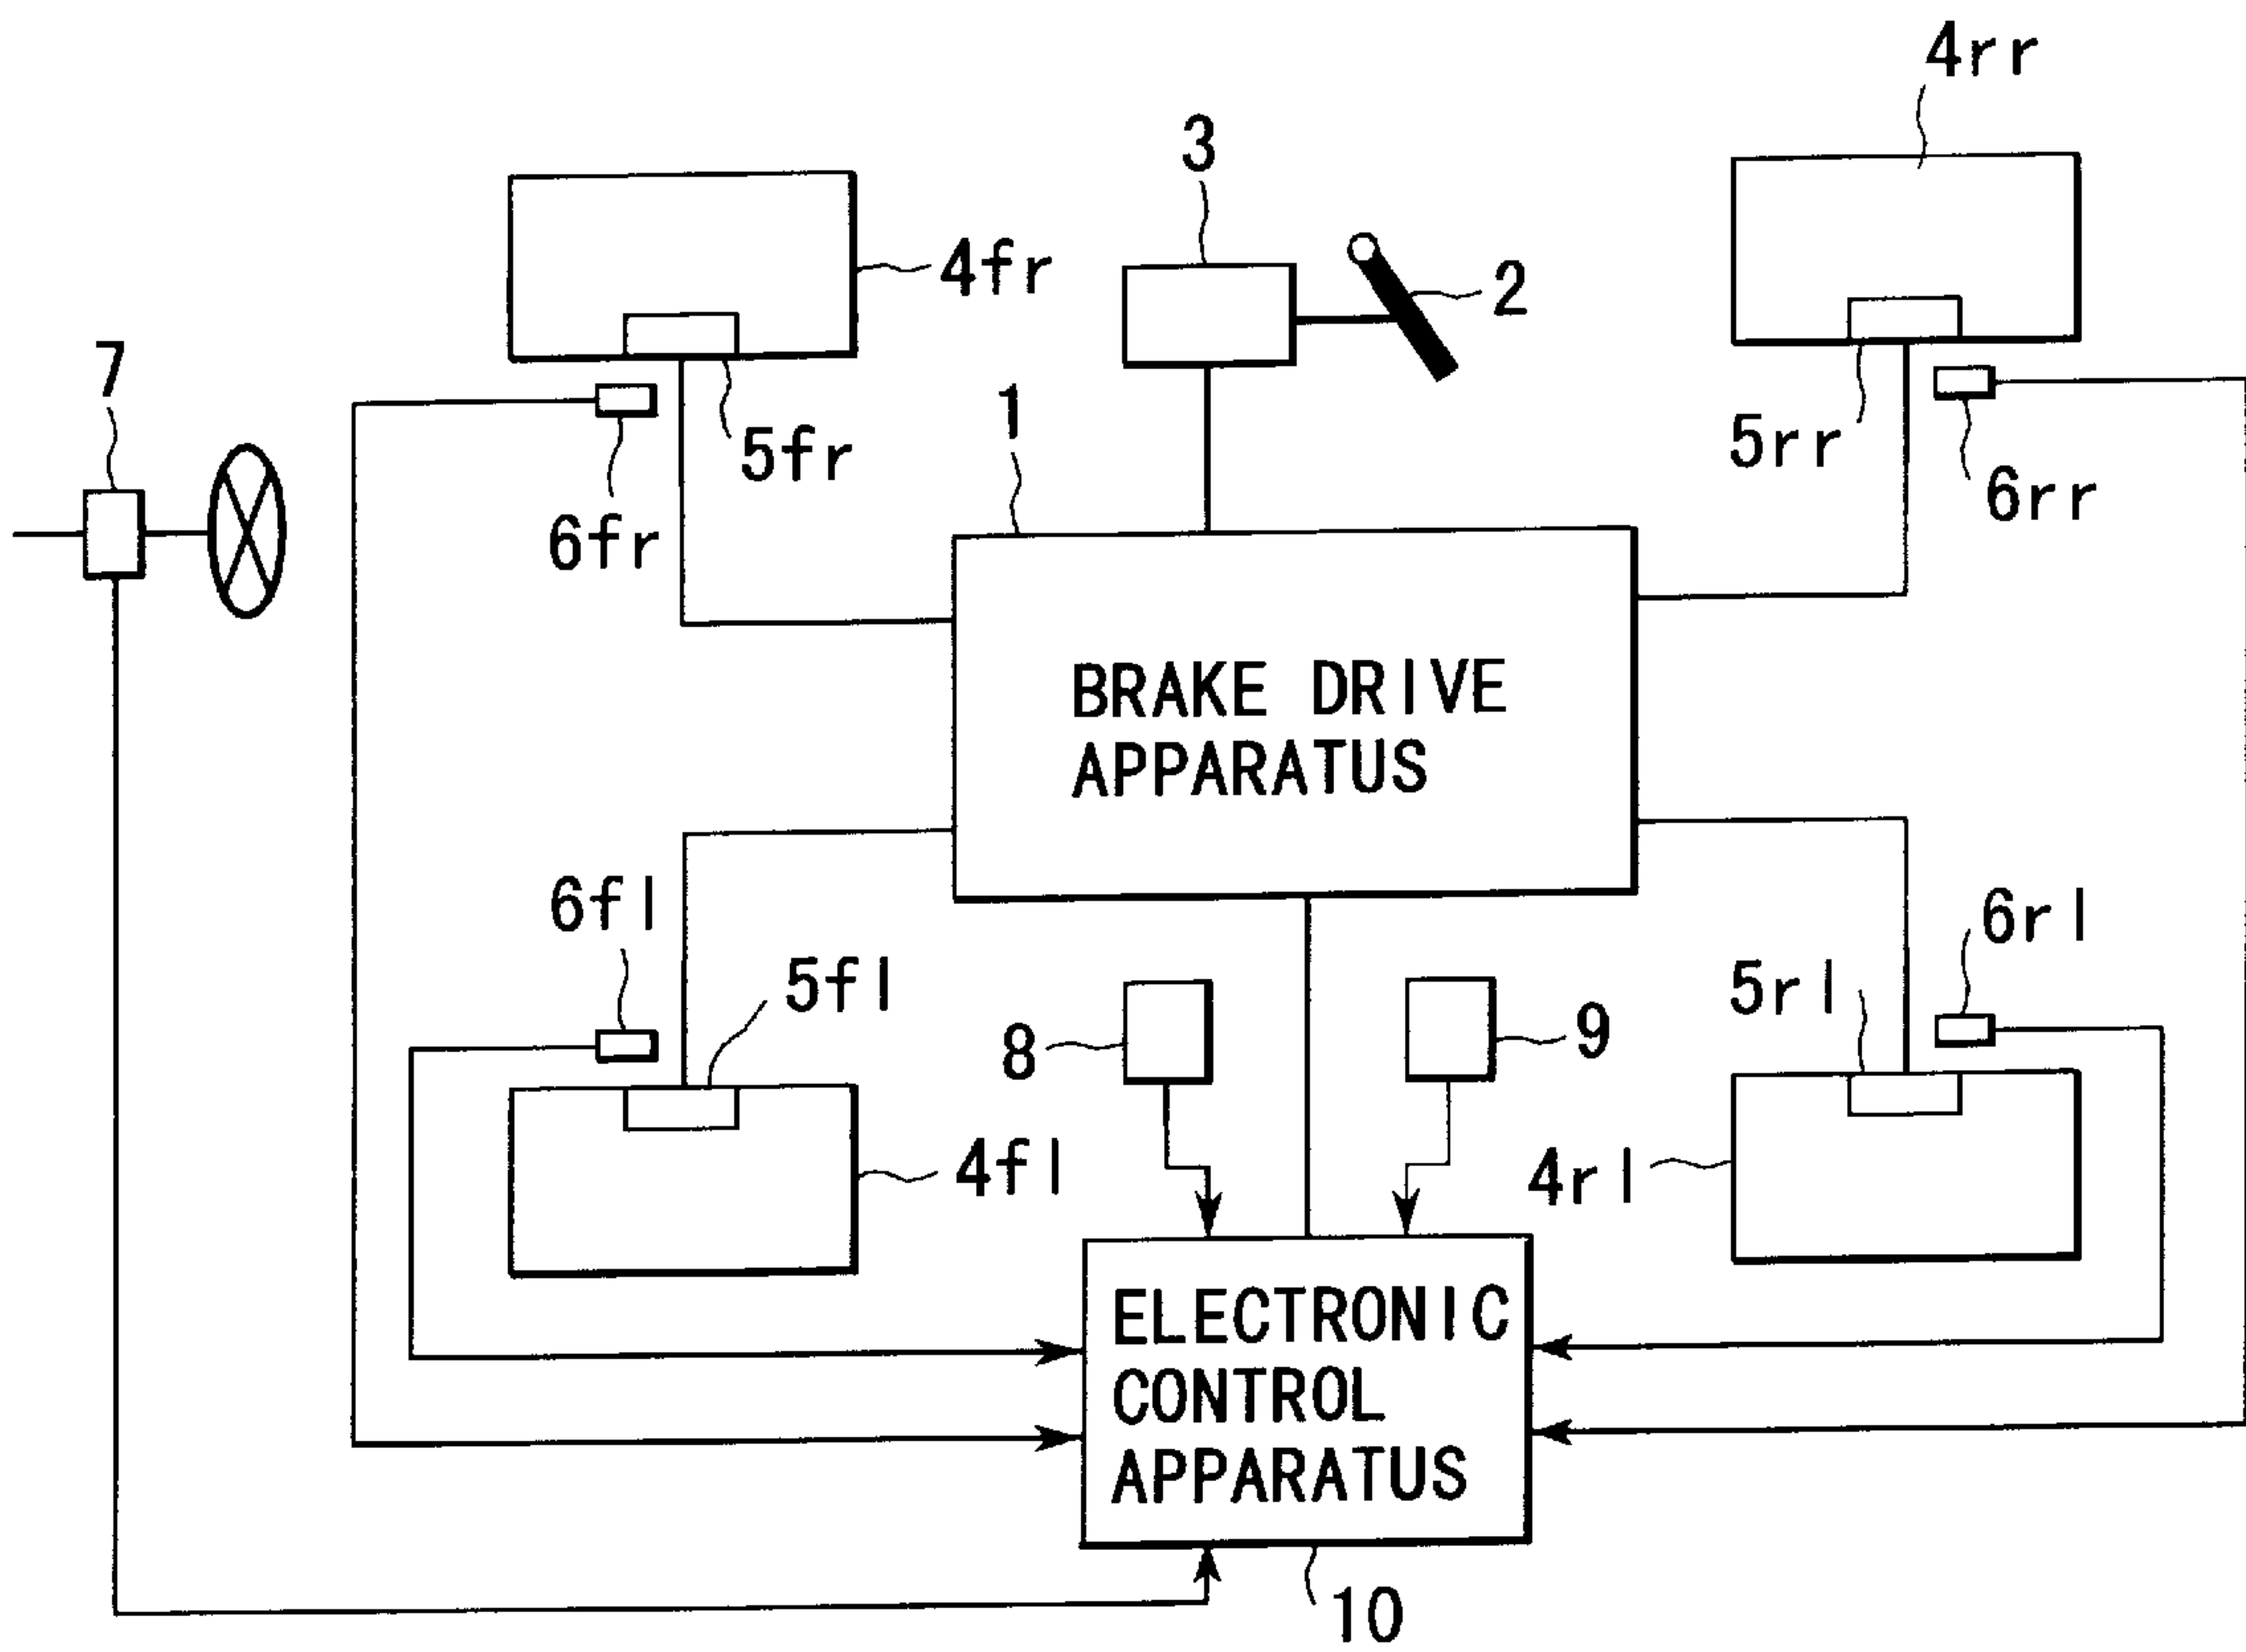 4rr
3
4fr
2
7
1
5fr
5rr
6rr
6fr
BRAKE DRIVE
APPARATUS
6fl
6rl
5fl
5rl
8
9
4fl
4rl
ELECTRONIC
CONTROL
APPARATUS
10